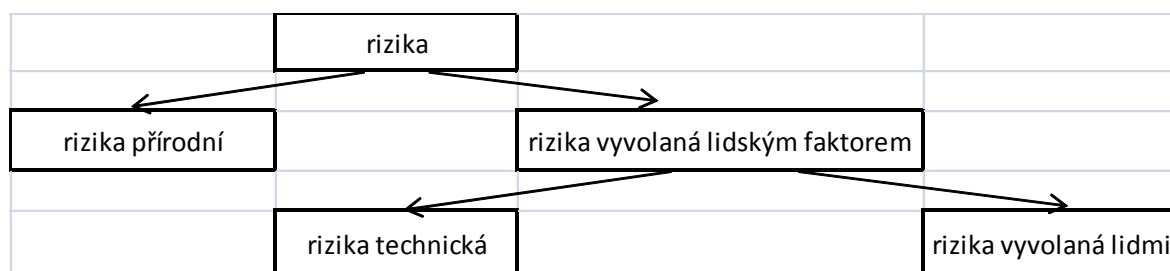 rizika
rizika přírodní
rizika vyvolaná lidským faktorem
rizika technická
rizika vyvolaná lidmi